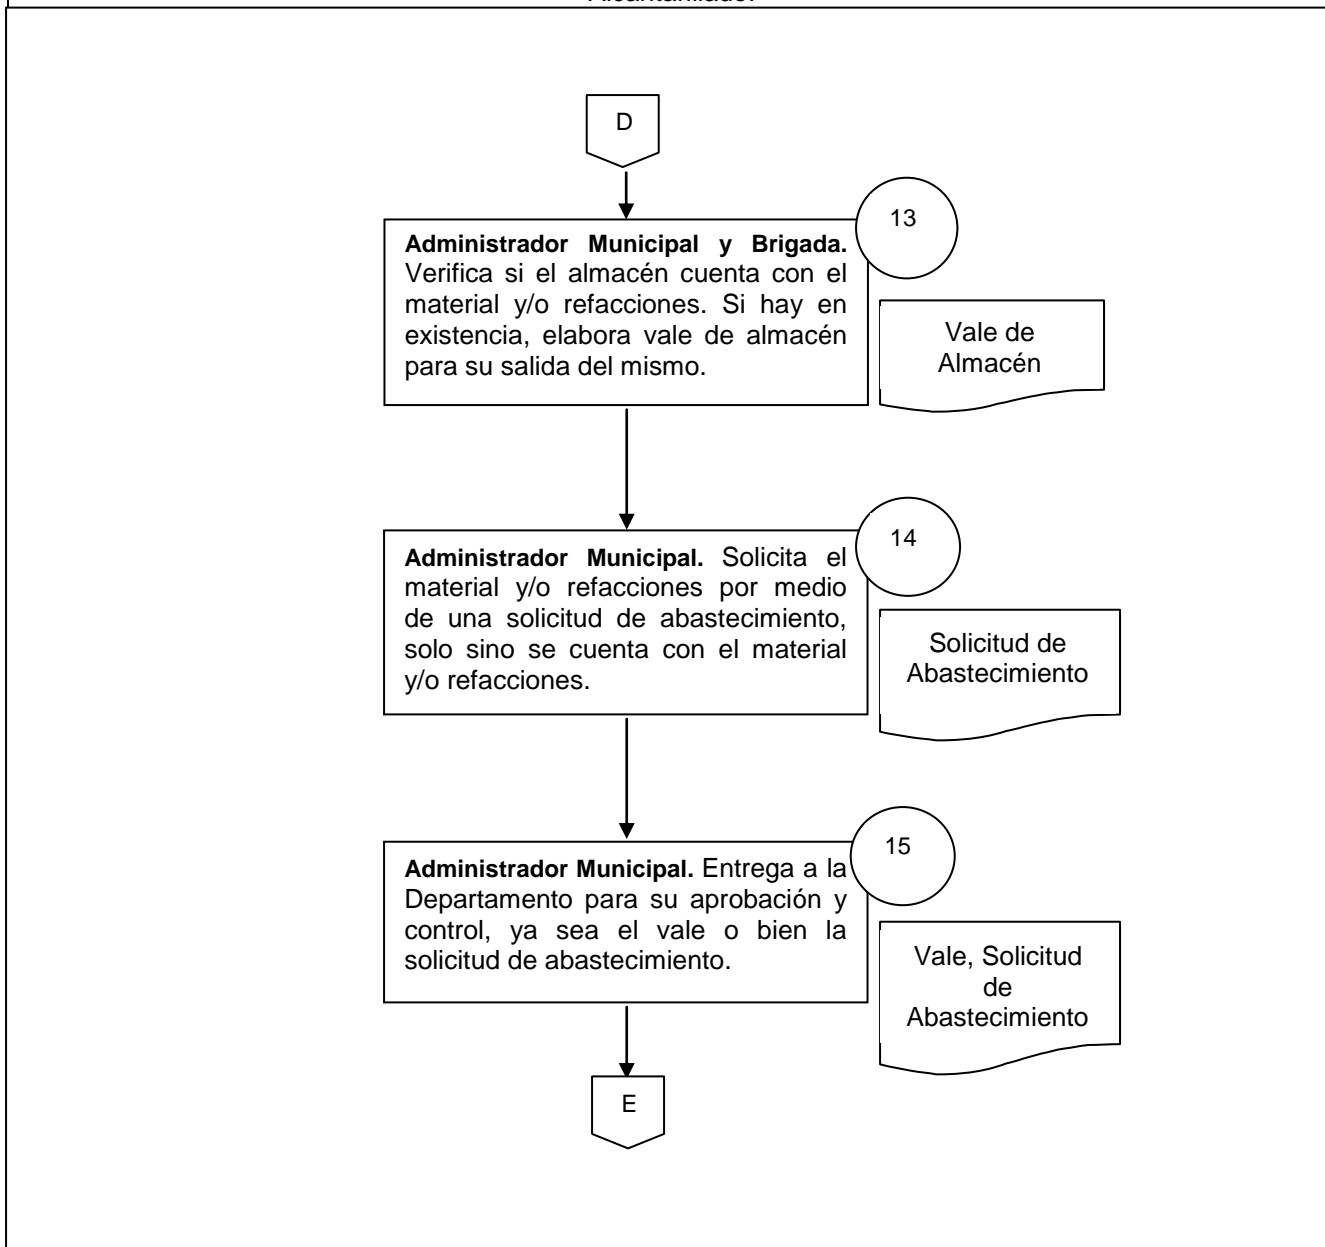 D
13
Administrador Municipal y Brigada.
Verifica si el almacén cuenta con el
material y/o refacciones. Si hay en
existencia, elabora vale de almacén
para su salida del mismo.
Vale de
Almacén
14
Administrador Municipal. Solicita el
material y/o refacciones por medio
de una solicitud de abastecimiento,
solo sino se cuenta con el material
y/o refacciones.
Solicitud de
Abastecimiento
15
Administrador Municipal. Entrega a la
Departamento para su aprobación y
control, ya sea el vale o bien la
solicitud de abastecimiento.
Vale, Solicitud
de
Abastecimiento
E